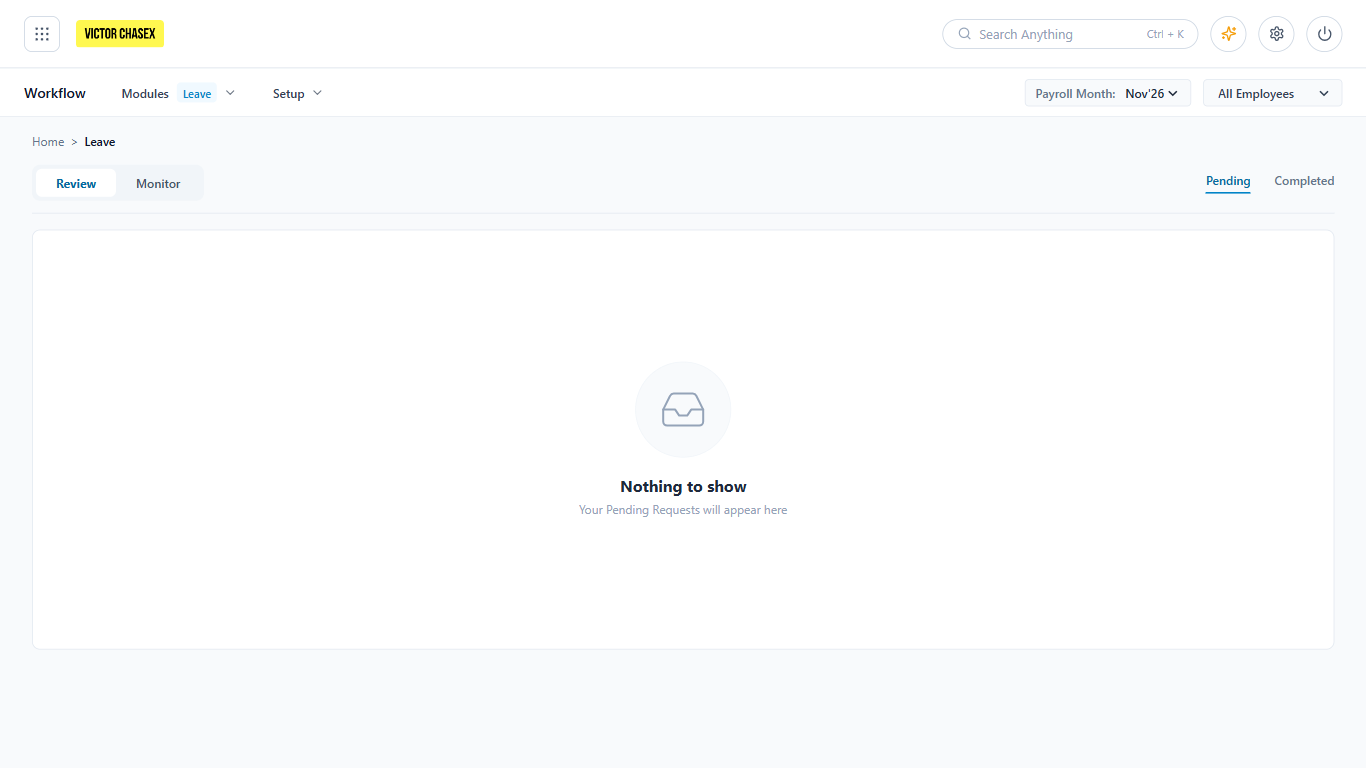 VICTOR CHASEX
Search Anything Ctrl + K
Workflow Modules Leave Setup Payroll Month: Nov'26 All Employees
Home > Leave
Review Monitor Pending Completed
Nothing to show
Your Pending Requests will appear here